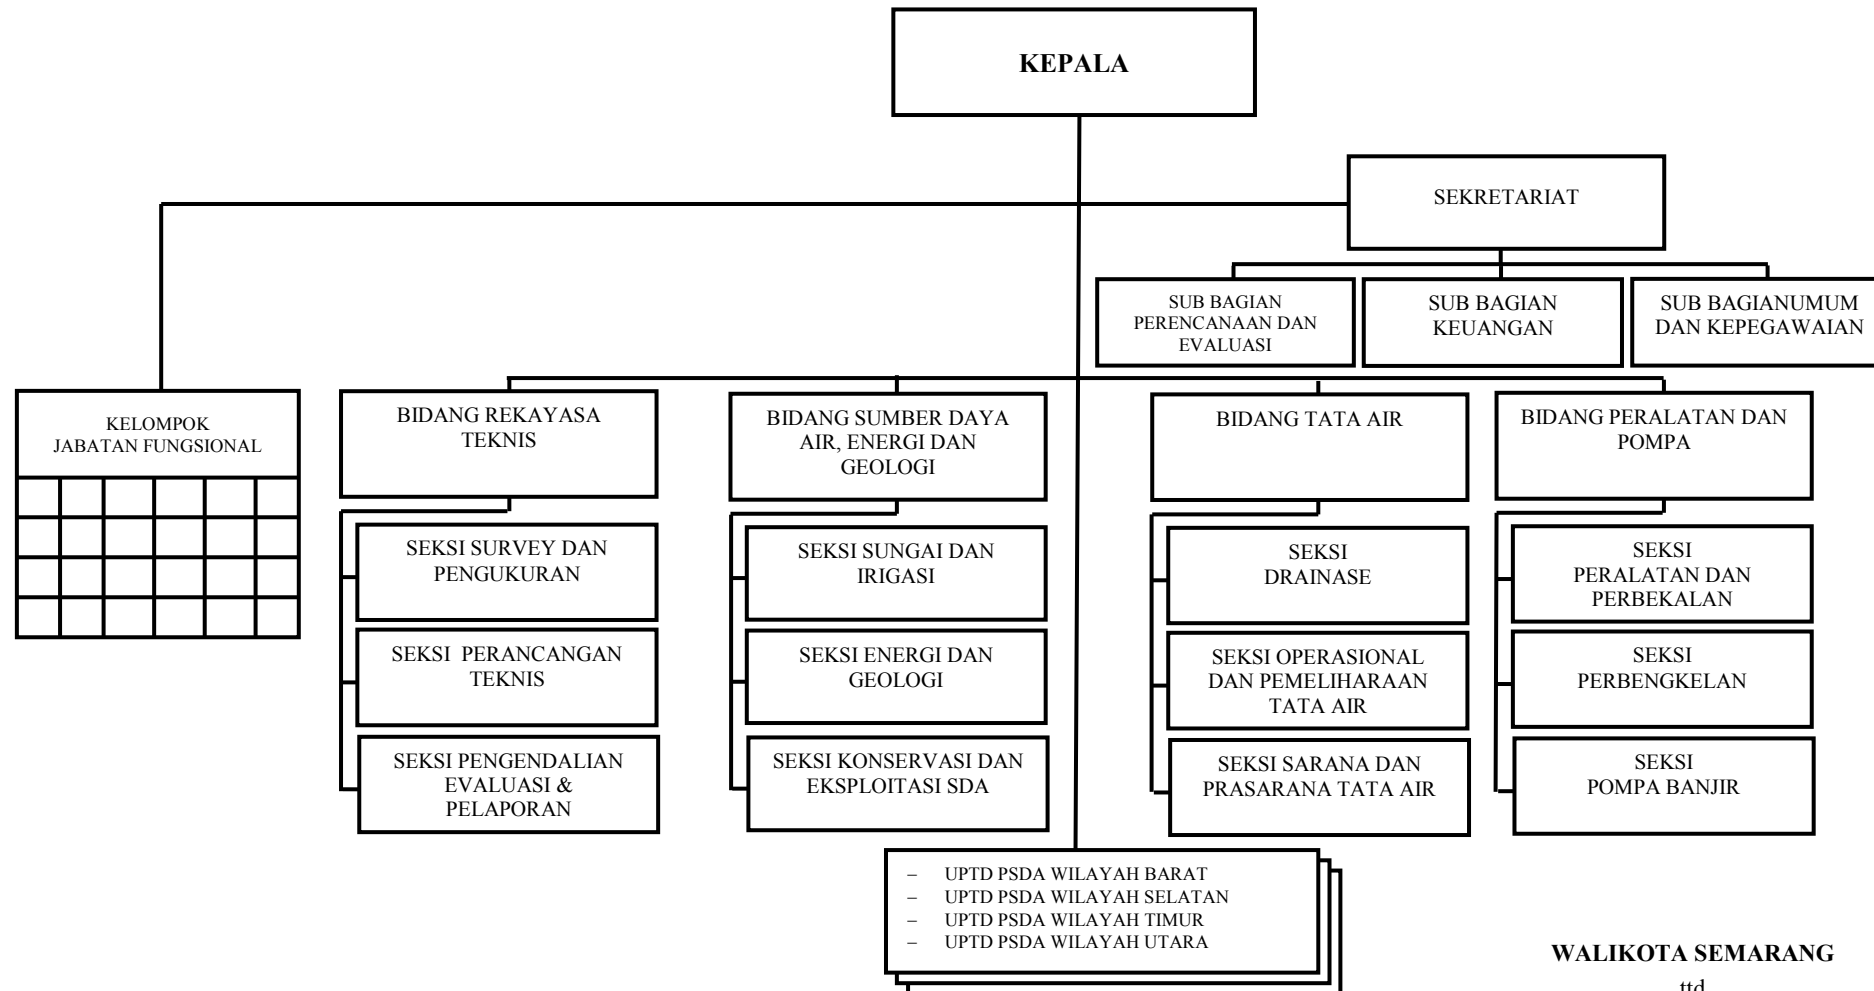 KEPALA
SEKRETARIAT
SUB BAGIAN
PERENCANAAN DAN
EVALUASI
SUB BAGIAN
KEUANGAN
SUB BAGIANUMUM
DAN KEPEGAWAIAN
KELOMPOK
JABATAN FUNGSIONAL
BIDANG REKAYASA
TEKNIS
BIDANG SUMBER DAYA
AIR, ENERGI DAN
GEOLOGI
BIDANG TATA AIR
BIDANG PERALATAN DAN
POMPA
SEKSI SURVEY DAN
PENGUKURAN
SEKSI SUNGAI DAN
IRIGASI
SEKSI
DRAINASE
SEKSI
PERALATAN DAN
PERBEKALAN
SEKSI PERANCANGAN
TEKNIS
SEKSI ENERGI DAN
GEOLOGI
SEKSI OPERASIONAL
DAN PEMELIHARAAN
TATA AIR
SEKSI
PERBENGKELAN
SEKSI PENGENDALIAN
EVALUASI &
PELAPORAN
SEKSI KONSERVASI DAN
EKSPLOITASI SDA
SEKSI SARANA DAN
PRASARANA TATA AIR
SEKSI
POMPA BANJIR
– UPTD PSDA WILAYAH BARAT
– UPTD PSDA WILAYAH SELATAN
– UPTD PSDA WILAYAH TIMUR
– UPTD PSDA WILAYAH UTARA
WALIKOTA SEMARANG
ttd